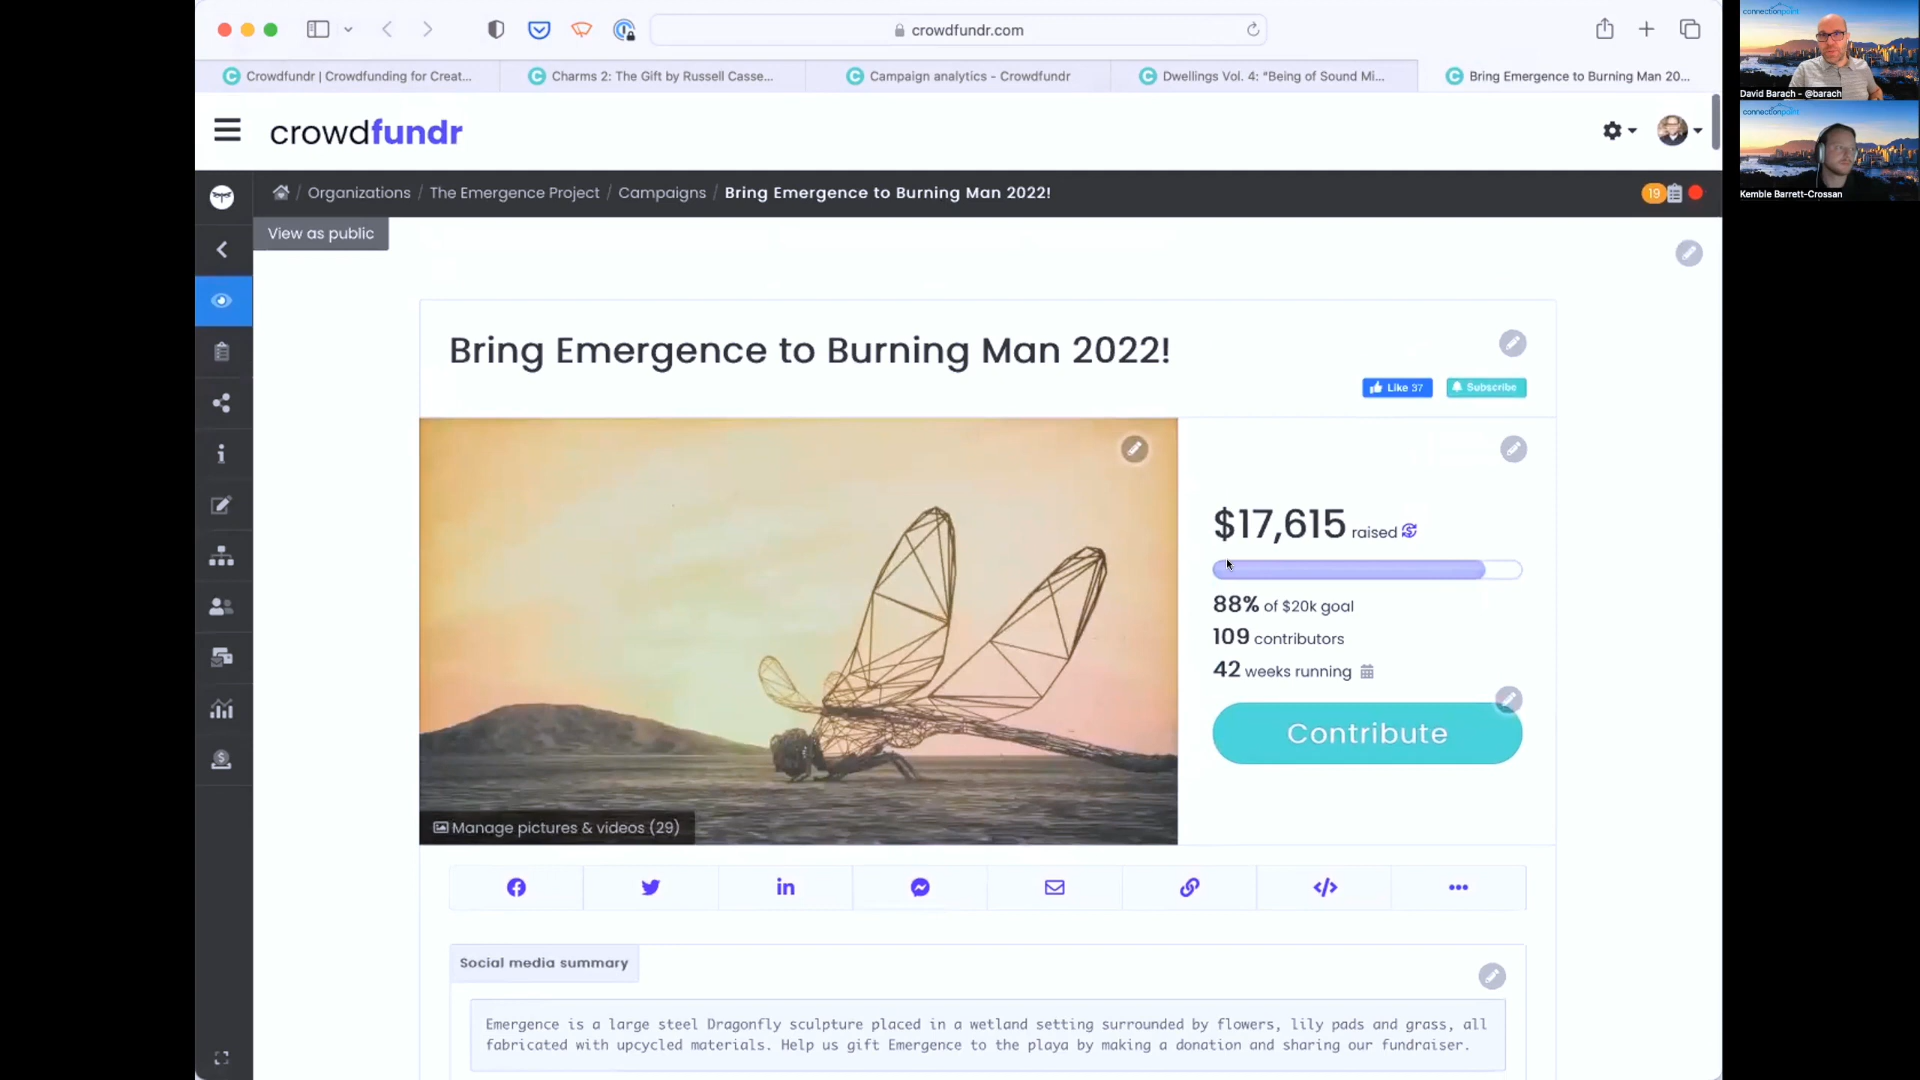 crowdfundr.com
Crowdfundr | Crowdfunding for Creat...
Charms 2: The Gift by Russell Casse...
Campaign analytics - Crowdfundr
Dwellings Vol. 4: “Being of Sound Mi...
Bring Emergence to Burning Man 20...
connectionpoint
David Barach - @barach
connectionpoint
Kemble Barrett-Crossan
crowdfundr
/ Organizations / The Emergence Project / Campaigns / Bring Emergence to Burning Man 2022!
19
View as public
Bring Emergence to Burning Man 2022!
Like 37
Subscribe
$17,615 raised
88% of $20k goal
109 contributors
42 weeks running
Contribute
Manage pictures & videos (29)
Social media summary
Emergence is a large steel Dragonfly sculpture placed in a wetland setting surrounded by flowers, lily pads and grass, all
fabricated with upcycled materials. Help us gift Emergence to the playa by making a donation and sharing our fundraiser.